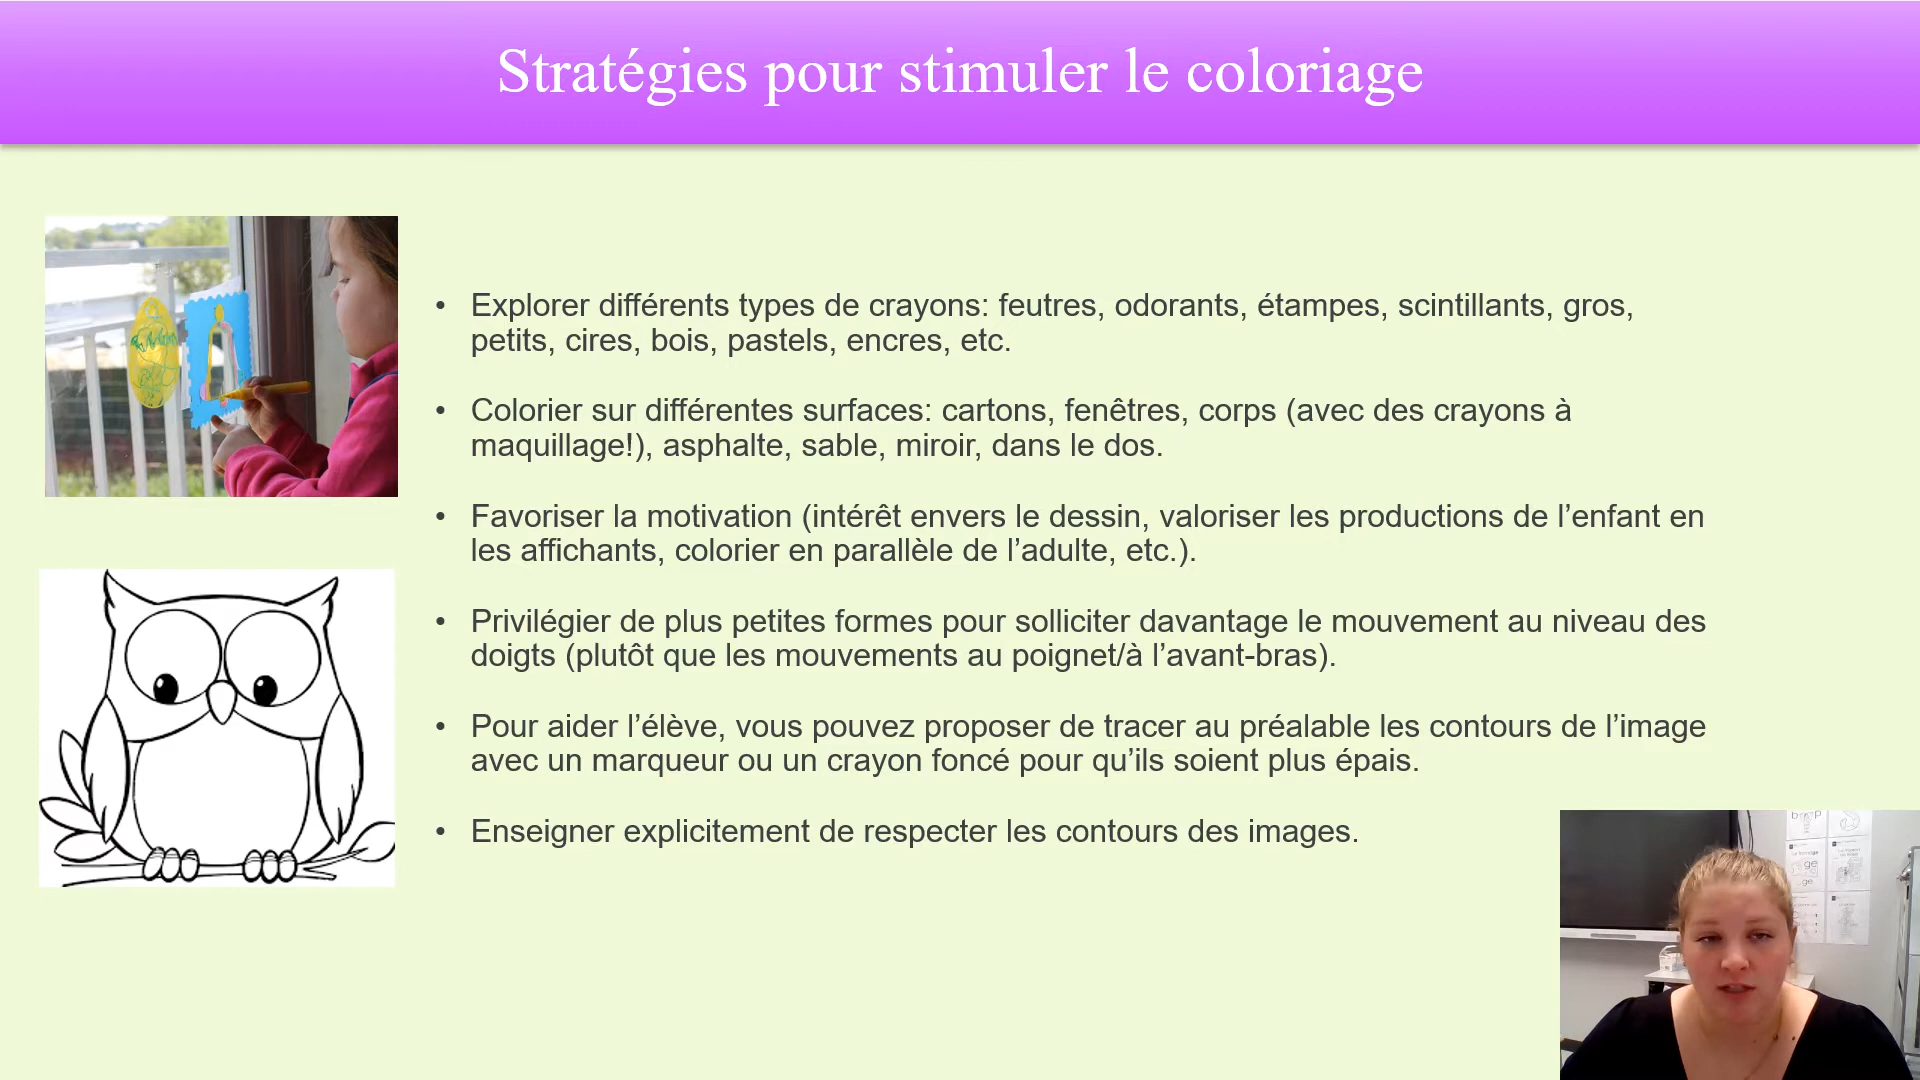 Stratégies pour stimuler le coloriage
• Explorer différents types de crayons: feutres, odorants, étampes, scintillants, gros,
petits, cires, bois, pastels, encres, etc.
• Colorier sur différentes surfaces: cartons, fenêtres, corps (avec des crayons à
maquillage!), asphalte, sable, miroir, dans le dos.
• Favoriser la motivation (intérêt envers le dessin, valoriser les productions de l’enfant en
les affichants, colorier en parallèle de l’adulte, etc.).
• Privilégier de plus petites formes pour solliciter davantage le mouvement au niveau des
doigts (plutôt que les mouvements au poignet/à l’avant-bras).
• Pour aider l’élève, vous pouvez proposer de tracer au préalable les contours de l’image
avec un marqueur ou un crayon foncé pour qu’ils soient plus épais.
• Enseigner explicitement de respecter les contours des images.
ge
ge